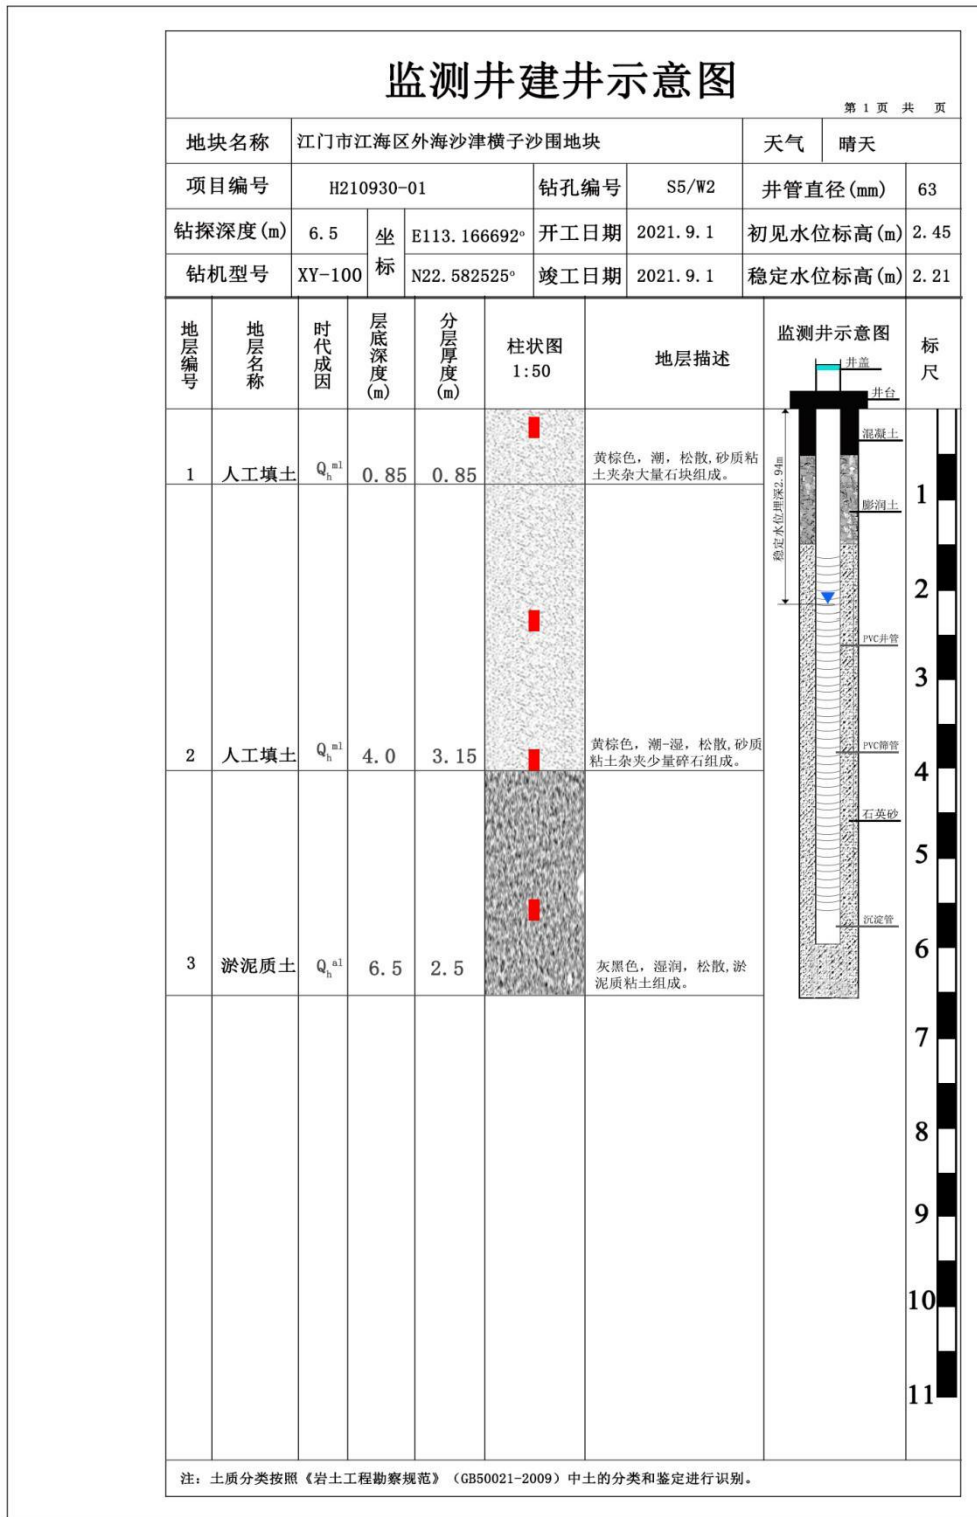 监测井建井示意图
第 1 页 共 页
地块名称 江门市江海区外海沙津横子沙围地块 天气 晴天
项目编号 H210930-01 钻孔编号 S5/W2 井管直径(mm) 63
钻探深度(m) 6.5 坐标 E113.166692° 开工日期 2021.9.1 初见水位标高(m) 2.45
钻机型号 XY-100 N22.582525° 竣工日期 2021.9.1 稳定水位标高(m) 2.21
地层编号 地层名称 时代成因 层底深度(m) 分层厚度(m) 柱状图 1:50 地层描述 监测井示意图 标尺
井盖
井台
混凝土
黄棕色，潮，松散,砂质粘
土夹杂大量石块组成。
1 人工填土 Qhml 0.85 0.85
稳定水位埋深2.94m
膨润土
PVC井管
黄棕色，潮-湿，松散,砂质
粘土杂夹少量碎石组成。
2 人工填土 Qhml 4.0 3.15
PVC筛管
石英砂
沉淀管
3 淤泥质土 Qhal 6.5 2.5
灰黑色，湿润，松散,淤
泥质粘土组成。
1
2
3
4
5
6
7
8
9
10
11
注：土质分类按照《岩土工程勘察规范》（GB50021-2009）中土的分类和鉴定进行识别。